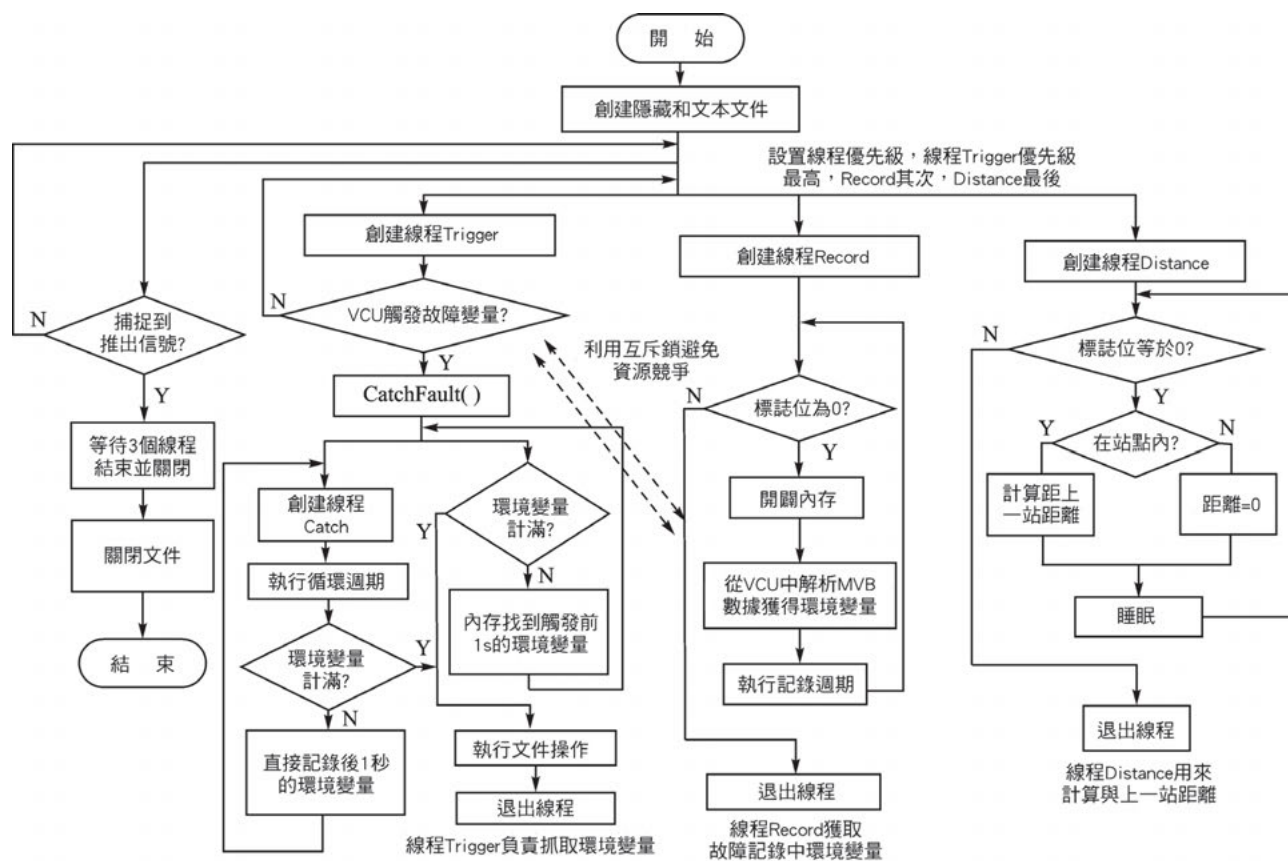 開 始
創建隱藏和文本文件
設置線程優先級，線程Trigger優先級
最高，Record其次，Distance最後
創建線程Trigger
創建線程Record
創建線程Distance
N
捕捉到
推出信號?
Y
等待3個線程
結束並關閉
關閉文件
結 束
N
VCU觸發故障變量?
Y
CatchFault( )
利用互斥鎖避免
資源競爭
創建線程
Catch
執行循環週期
環境變量
計滿?
Y
N
直接記錄後1秒
的環境變量
環境變量
計滿?
Y
N
內存找到觸發前
1s的環境變量
執行文件操作
退出線程
線程Trigger負責抓取環境變量
N
標誌位為0?
Y
開闢內存
從VCU中解析MVB
數據獲得環境變量
執行記錄週期
退出線程
線程Record獲取
故障記錄中環境變量
N
標誌位等於0?
Y
Y
在站點內?
N
計算距上
一站距離
距離=0
睡眠
退出線程
線程Distance用來
計算與上一站距離